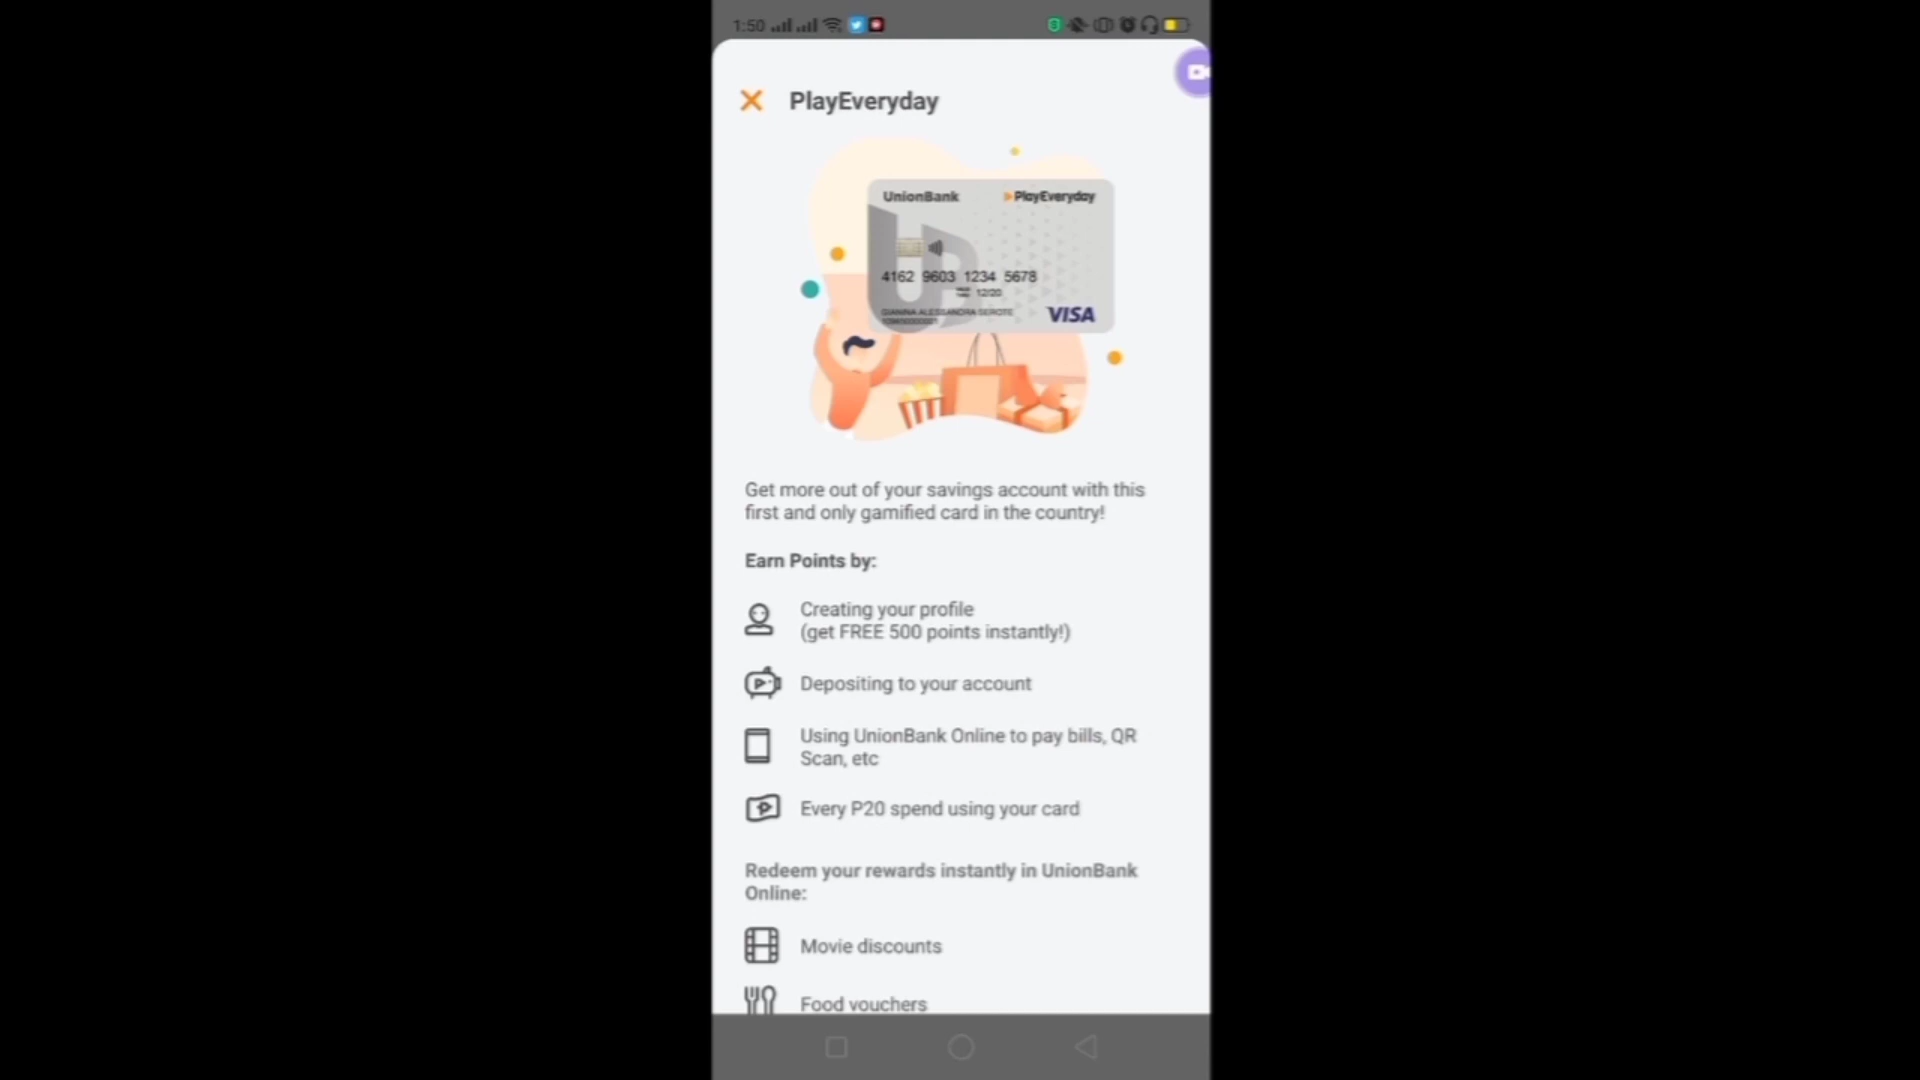 1:50
PlayEveryday
UnionBank PlayEveryday
4162 9603 1234 5678
12/20
GIANINA ALESSANDRA SEROTE
VISA
Get more out of your savings account with this
first and only gamified card in the country!
Earn Points by:
Creating your profile
(get FREE 500 points instantly!)
Depositing to your account
Using UnionBank Online to pay bills, QR
Scan, etc
Every P20 spend using your card
Redeem your rewards instantly in UnionBank
Online:
Movie discounts
Food vouchers